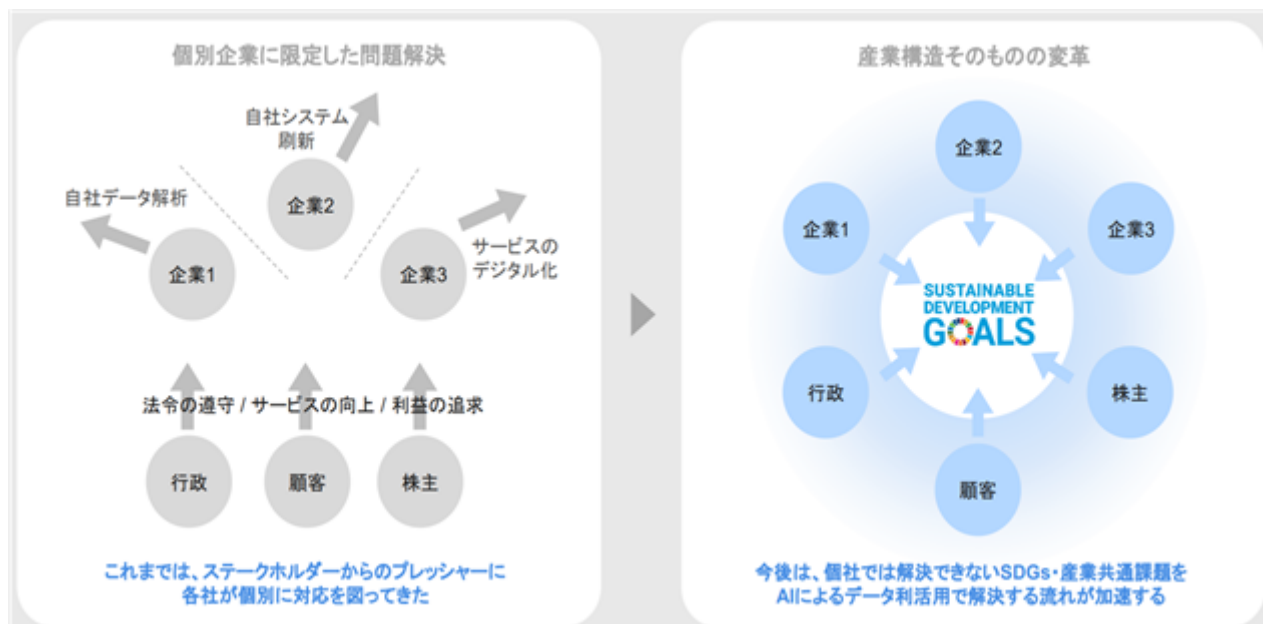 個別企業に限定した問題解決
自社システム
刷新
自社データ解析
企業2
企業1
企業3
サービスの
デジタル化
法令の遵守 / サービスの向上 / 利益の追求
行政
顧客
株主
これまでは、ステークホルダーからのプレッシャーに
各社が個別に対応を図ってきた
産業構造そのものの変革
企業2
企業1
企業3
SUSTAINABLE
DEVELOPMENT
GOALS
行政
株主
顧客
今後は、個社では解決できないSDGs・産業共通課題を
AIによるデータ利活用で解決する流れが加速する